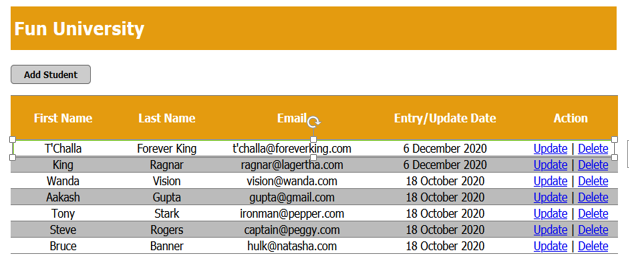 Fun University
Add Student
First Name Last Name Email Entry/Update Date Action
T'Challa Forever King t'challa@foreverking.com 6 December 2020 Update | Delete
King Ragnar ragnar@lagertha.com 6 December 2020 Update | Delete
Wanda Vision vision@wanda.com 18 October 2020 Update | Delete
Aakash Gupta gupta@gmail.com 18 October 2020 Update | Delete
Tony Stark ironman@pepper.com 18 October 2020 Update | Delete
Steve Rogers captain@peggy.com 18 October 2020 Update | Delete
Bruce Banner hulk@natasha.com 18 October 2020 Update | Delete